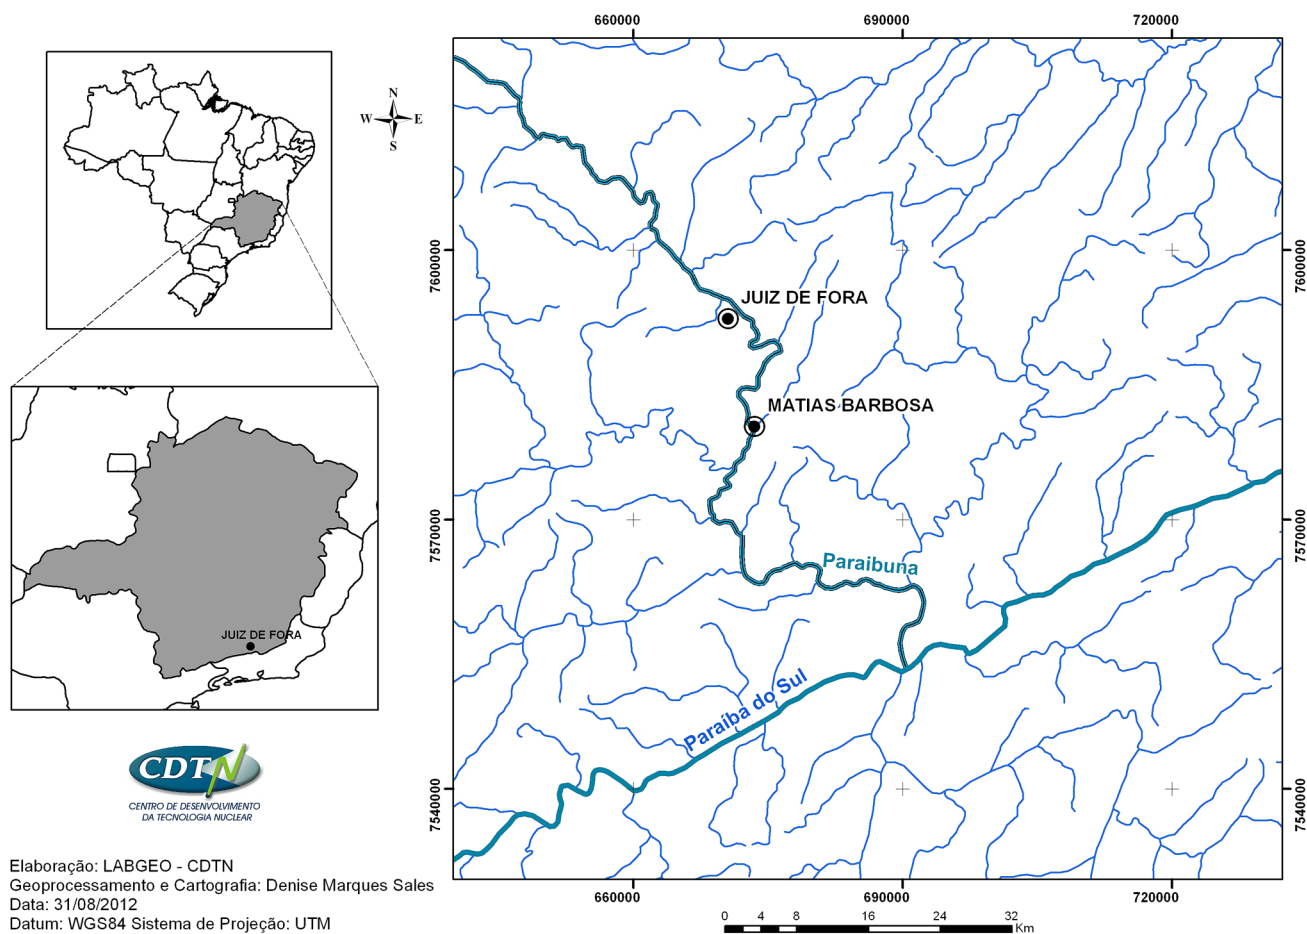 660000 690000 720000
N
W E
S
7600000 7600000
JUIZ DE FORA
MATIAS BARBOSA
7570000 7570000
Paraibuna
JUIZ DE FORA
Paraíba do Sul
CDTN
CENTRO DE DESENVOLVIMENTO
DA TECNOLOGIA NUCLEAR
7540000 7540000
Elaboração: LABGEO - CDTN
Geoprocessamento e Cartografia: Denise Marques Sales
Data: 31/08/2012
Datum: WGS84 Sistema de Projeção: UTM
660000 690000 720000
0 4 8 16 24 32
Km